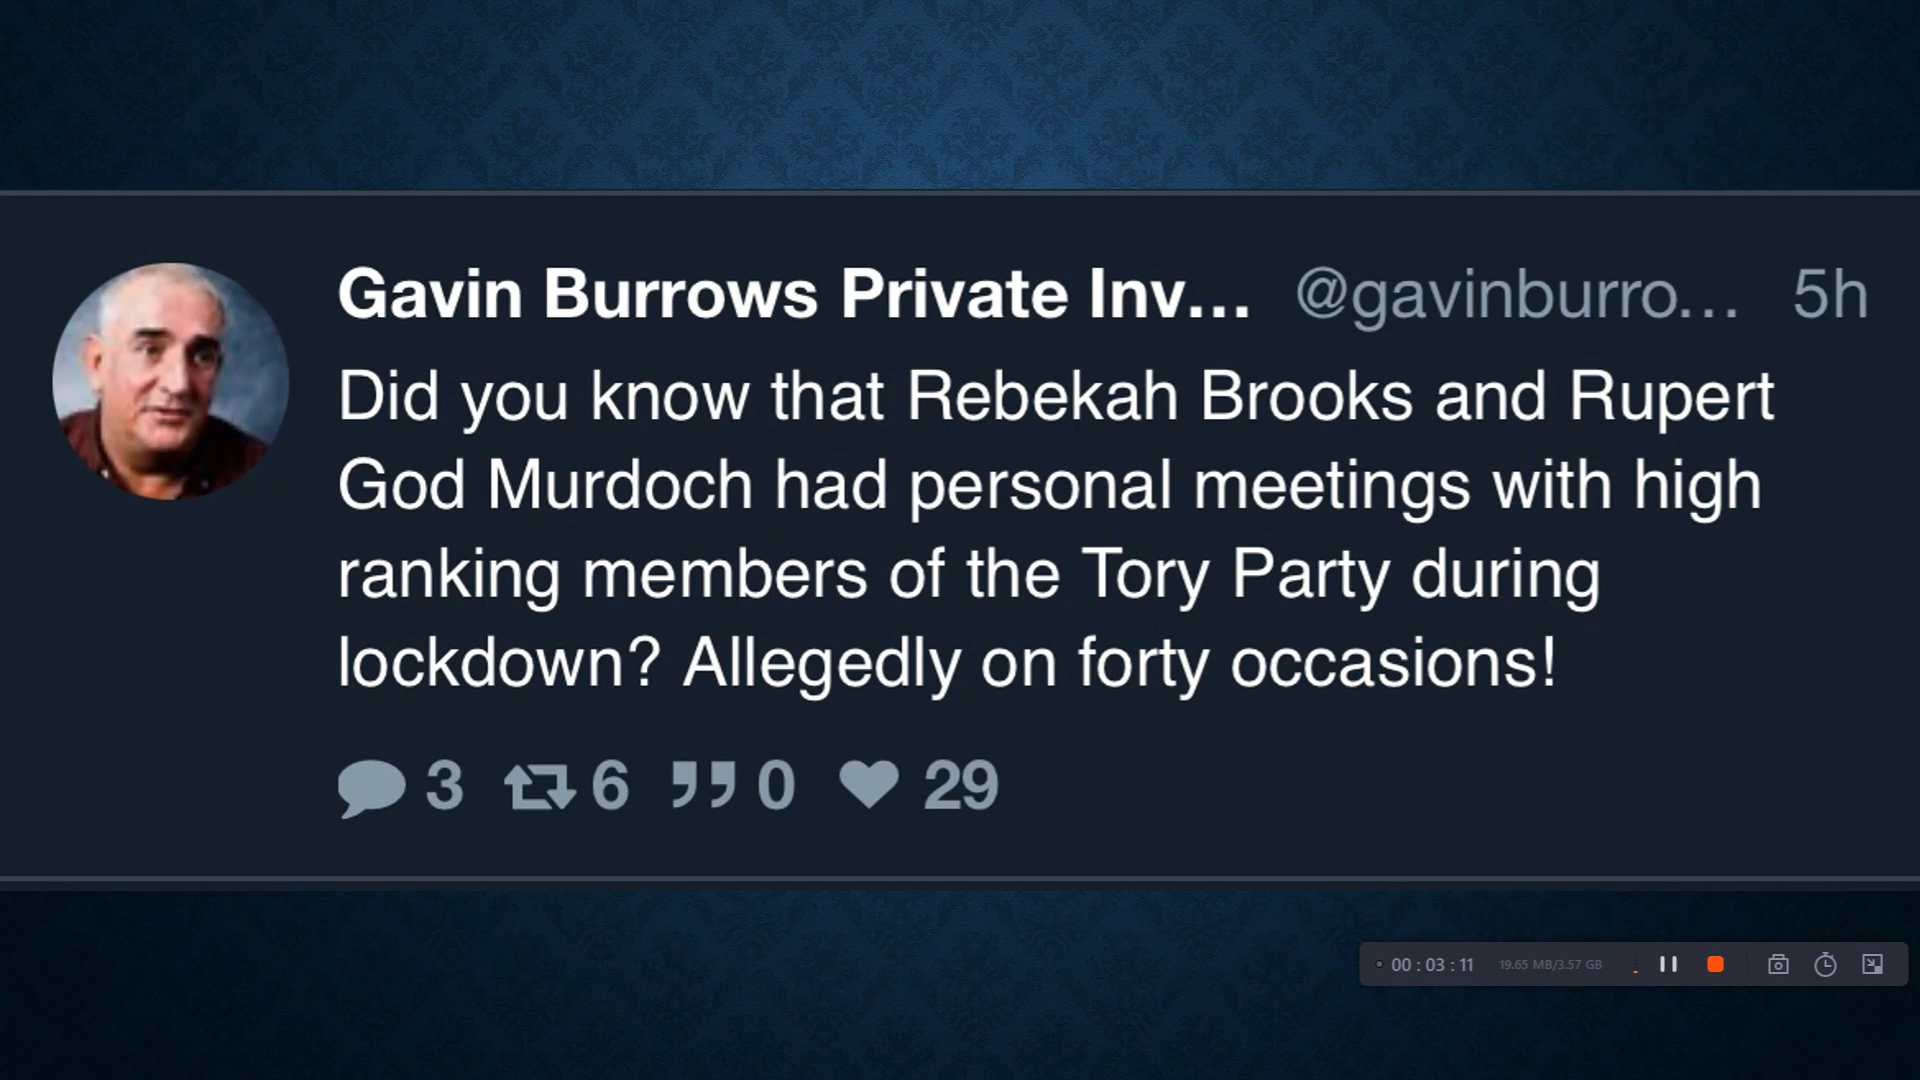 Gavin Burrows Private Inv... @gavinburro... 5h
Did you know that Rebekah Brooks and Rupert
God Murdoch had personal meetings with high
ranking members of the Tory Party during
lockdown? Allegedly on forty occasions!
3 6 0 29
00 : 03 : 11 19.65 MB/3.57 GB